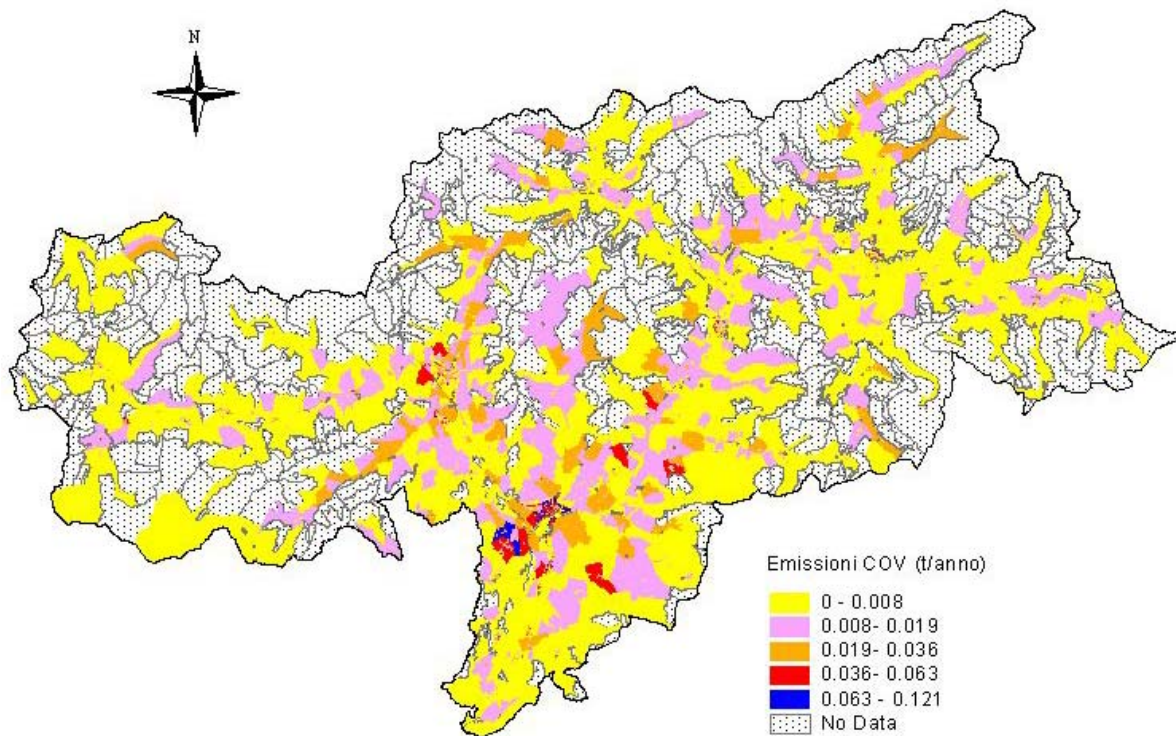 N
Emissioni COV (t/anno)
0 - 0.008
0.008- 0.019
0.019- 0.036
0.036- 0.063
0.063 - 0.121
No Data